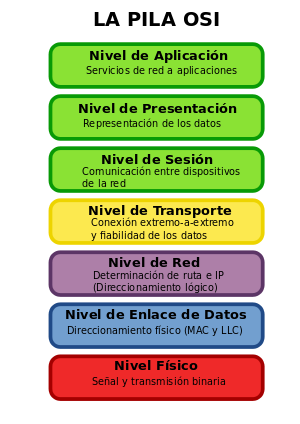 LA PILA OSI
Nivel de Aplicación
Servicios de red a aplicaciones
Nivel de Presentación
Representación de los datos
Nivel de Sesión
Comunicación entre dispositivos
de la red
Nivel de Transporte
Conexión extremo-a-extremo
y fiabilidad de los datos
Nivel de Red
Determinación de ruta e IP
(Direccionamiento lógico)
Nivel de Enlace de Datos
Direccionamiento físico (MAC y LLC)
Nivel Físico
Señal y transmisión binaria